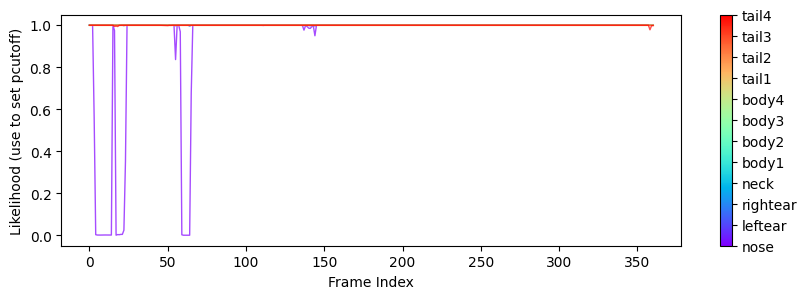 Likelihood (use to set pcutoff)
1.0
0.8
0.6
0.4
0.2
0.0
0
50
100
150
200
250
300
350
Frame Index
tail4
tail3
tail2
tail1
body4
body3
body2
body1
neck
rightear
leftear
nose